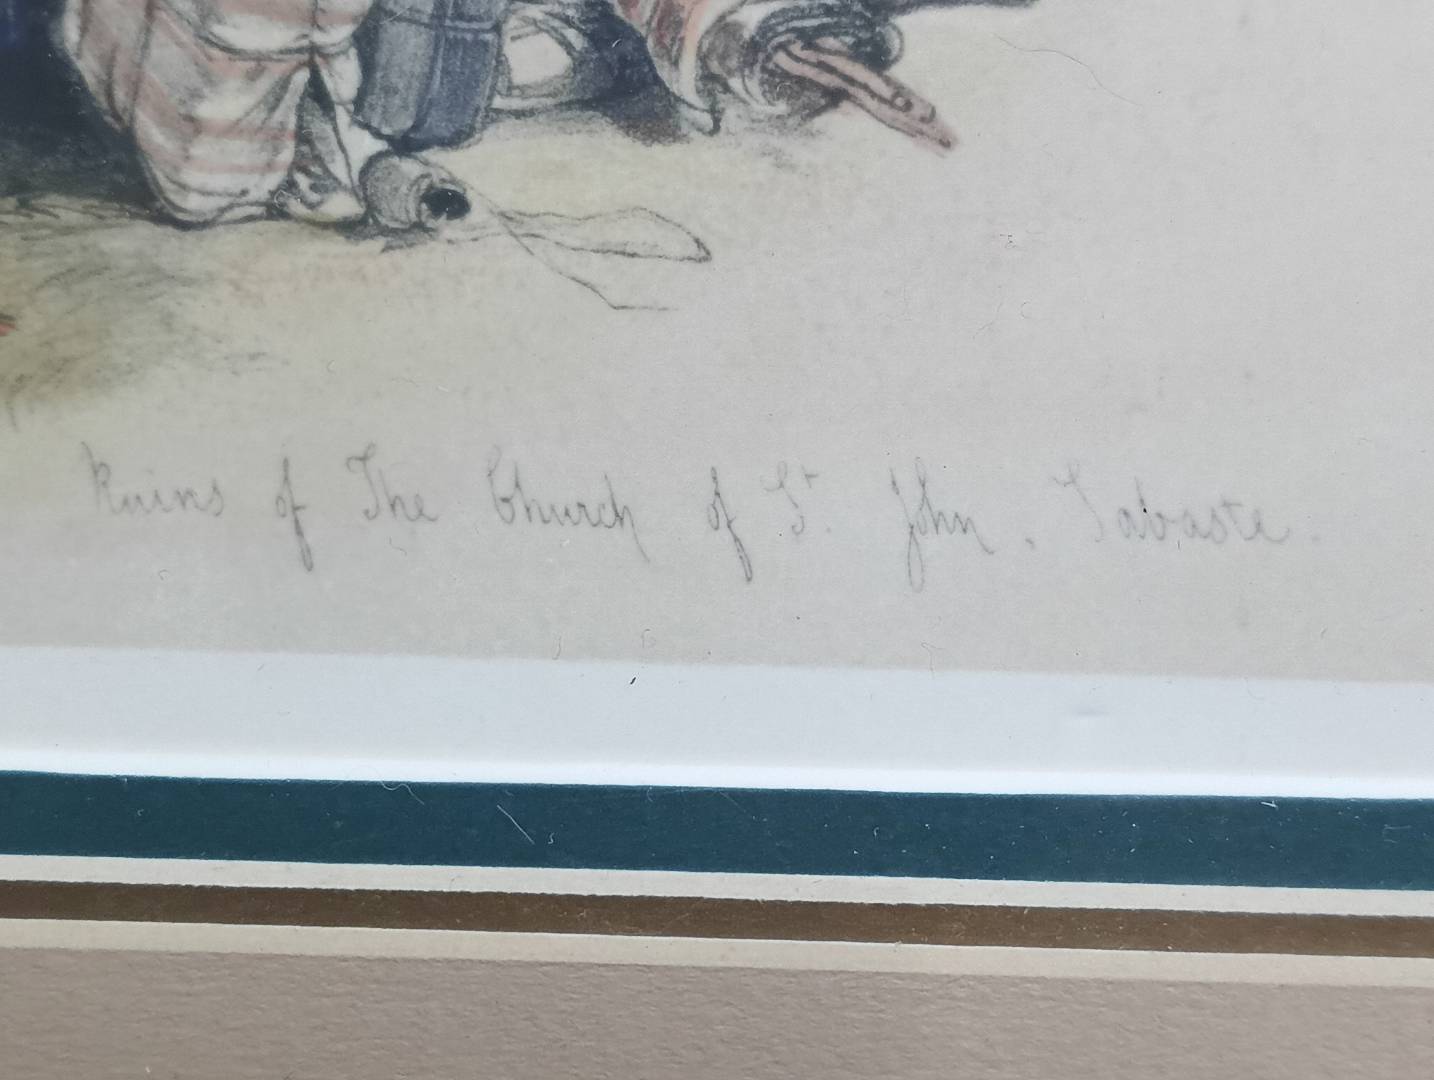 Ruins of The Church of St. John. Sabaste.